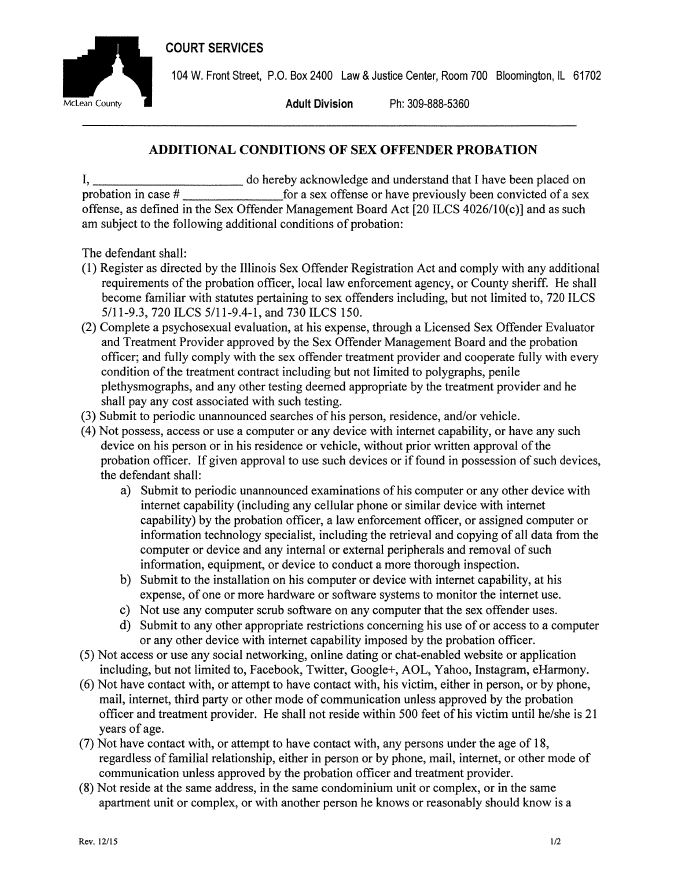 COURT SERVICES
104 W. Front Street, P.O. Box 2400 Law & Justice Center, Room 700 Bloomington, IL 61702
McLean County
Adult Division Ph: 309-888-5360
ADDITIONAL CONDITIONS OF SEX OFFENDER PROBATION
I, ________________________ do hereby acknowledge and understand that I have been placed on
probation in case # ________________for a sex offense or have previously been convicted of a sex
offense, as defined in the Sex Offender Management Board Act [20 ILCS 4026/10(c)] and as such
am subject to the following additional conditions of probation:
The defendant shall:
(1) Register as directed by the Illinois Sex Offender Registration Act and comply with any additional
requirements of the probation officer, local law enforcement agency, or County sheriff. He shall
become familiar with statutes pertaining to sex offenders including, but not limited to, 720 ILCS
5/11-9.3, 720 ILCS 5/11-9.4-1, and 730 ILCS 150.
(2) Complete a psychosexual evaluation, at his expense, through a Licensed Sex Offender Evaluator
and Treatment Provider approved by the Sex Offender Management Board and the probation
officer; and fully comply with the sex offender treatment provider and cooperate fully with every
condition of the treatment contract including but not limited to polygraphs, penile
plethysmographs, and any other testing deemed appropriate by the treatment provider and he
shall pay any cost associated with such testing.
(3) Submit to periodic unannounced searches of his person, residence, and/or vehicle.
(4) Not possess, access or use a computer or any device with internet capability, or have any such
device on his person or in his residence or vehicle, without prior written approval of the
probation officer. If given approval to use such devices or if found in possession of such devices,
the defendant shall:
a) Submit to periodic unannounced examinations of his computer or any other device with
internet capability (including any cellular phone or similar device with internet
capability) by the probation officer, a law enforcement officer, or assigned computer or
information technology specialist, including the retrieval and copying of all data from the
computer or device and any internal or external peripherals and removal of such
information, equipment, or device to conduct a more thorough inspection.
b) Submit to the installation on his computer or device with internet capability, at his
expense, of one or more hardware or software systems to monitor the internet use.
c) Not use any computer scrub software on any computer that the sex offender uses.
d) Submit to any other appropriate restrictions concerning his use of or access to a computer
or any other device with internet capability imposed by the probation officer.
(5) Not access or use any social networking, online dating or chat-enabled website or application
including, but not limited to, Facebook, Twitter, Google+, AOL, Yahoo, Instagram, eHarmony.
(6) Not have contact with, or attempt to have contact with, his victim, either in person, or by phone,
mail, internet, third party or other mode of communication unless approved by the probation
officer and treatment provider. He shall not reside within 500 feet of his victim until he/she is 21
years of age.
(7) Not have contact with, or attempt to have contact with, any persons under the age of 18,
regardless of familial relationship, either in person or by phone, mail, internet, or other mode of
communication unless approved by the probation officer and treatment provider.
(8) Not reside at the same address, in the same condominium unit or complex, or in the same
apartment unit or complex, or with another person he knows or reasonably should know is a
Rev. 12/15 1/2